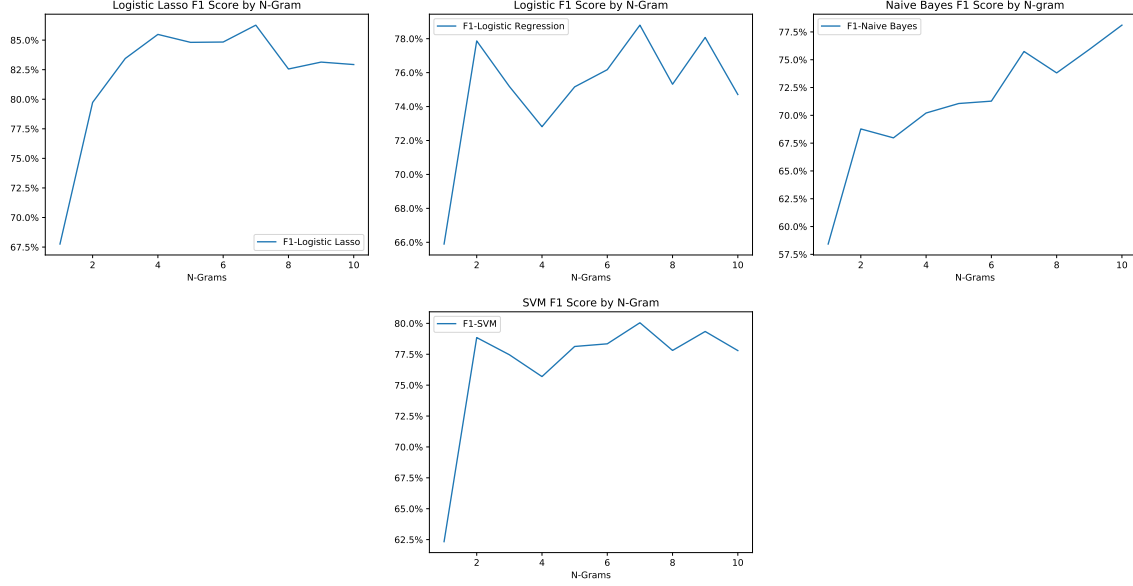 Logistic Lasso F1 Score by N-Gram
85.0%
82.5%
80.0%
77.5%
75.0%
72.5%
70.0%
67.5%
F1-Logistic Lasso
2 4 6 8 10
N-Grams
Logistic F1 Score by N-Gram
F1-Logistic Regression
78.0%
76.0%
74.0%
72.0%
70.0%
68.0%
66.0%
2 4 6 8 10
N-Grams
Naive Bayes F1 Score by N-gram
F1-Naive Bayes
77.5%
75.0%
72.5%
70.0%
67.5%
65.0%
62.5%
60.0%
57.5%
2 4 6 8 10
N-Grams
SVM F1 Score by N-Gram
F1-SVM
80.0%
77.5%
75.0%
72.5%
70.0%
67.5%
65.0%
62.5%
2 4 6 8 10
N-Grams